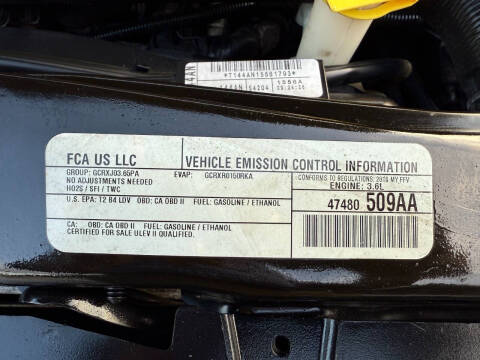 *T144AN15561793*
FCA US LLC
VEHICLE EMISSION CONTROL INFORMATION
GROUP: GCRXJ03.65PA EVAP: GCRXR0150RKA
CONFORMS TO REGULATIONS: 2016 MY FFV
NO ADJUSTMENTS NEEDED
ENGINE: 3.6L
HO2S / SFI / TWC
U.S. EPA: 12 B4 LDV OBD: CA OBD II FUEL: GASOLINE / ETHANOL
47480 509AA
CA: OBD: CA OBD II FUEL: GASOLINE / ETHANOL
CERTIFIED FOR SALE ULEV II QUALIFIED.